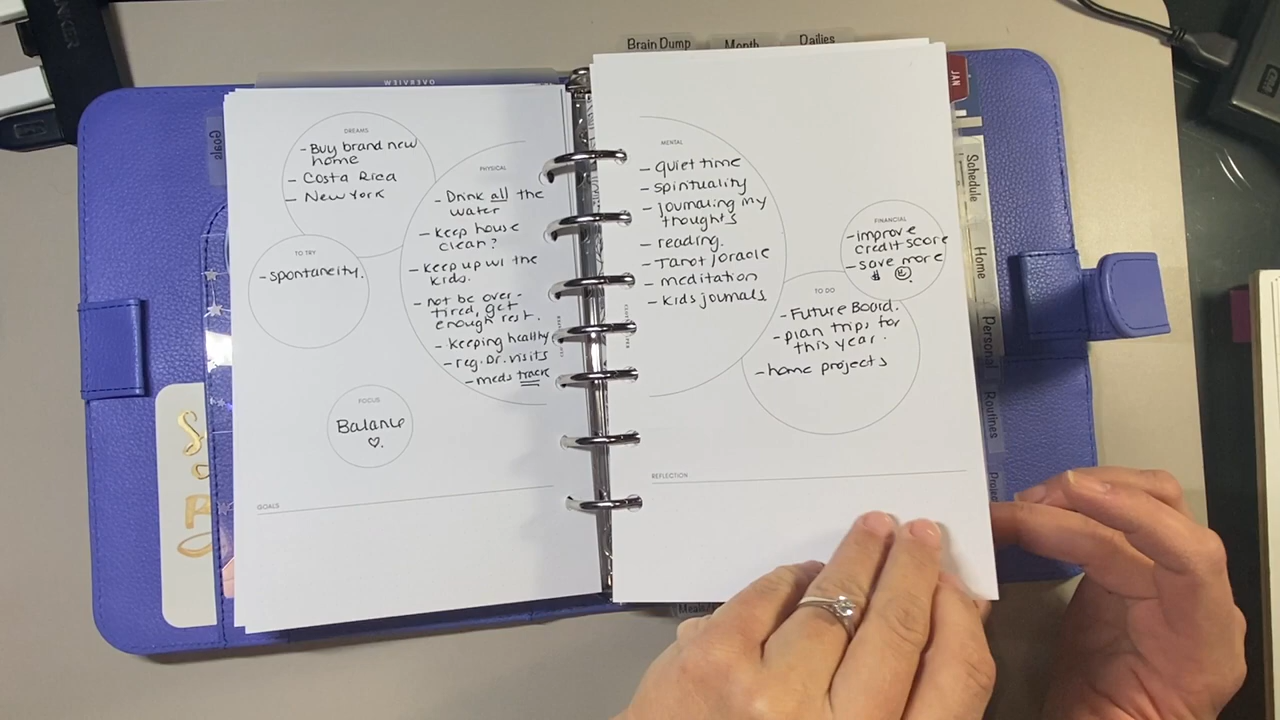 Brain Dump
Month
Dailies
OVERVIEW
JAN
Goals
DREAMS
- Buy brand new
home
- Costa Rica
- New York
PHYSICAL
- Drink all the
water
- Keep house
clean?
- Keep up w/ the
kids.
- not be over-
tired, get
enough rest.
- Keeping healthy
- reg. Dr. visits
- meds track
TO TRY
- spontaneity.
FOCUS
Balance
♡.
GOALS
MENTAL
- quiet time
- spirituality
- journaling my
thoughts
- reading.
- Tarot/oracle
- meditation
- Kids journals
FINANCIAL
- improve
credit score
- save more
$ ☺.
TO DO
- Future Board.
- plan trips for
this year.
- home projects
REFLECTION
Schedule
Home
Personal
Routines
Meals/